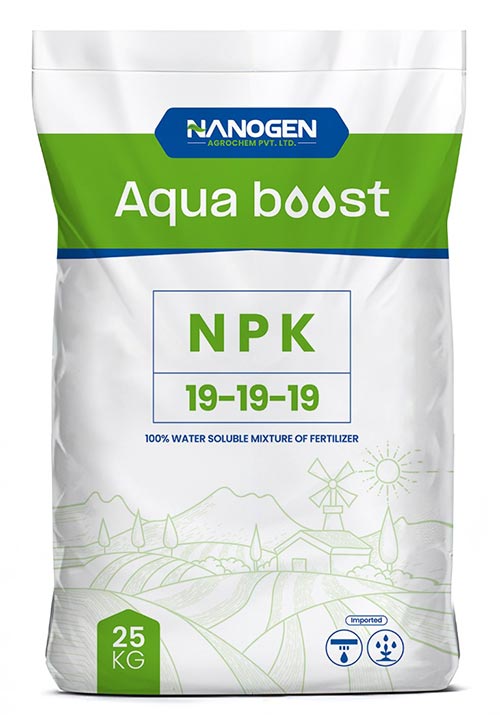 NANOGEN
AGROCHEM PVT. LTD.
Aqua boost
NPK
19-19-19
100% WATER SOLUBLE MIXTURE OF FERTILIZER
Imported
25
KG